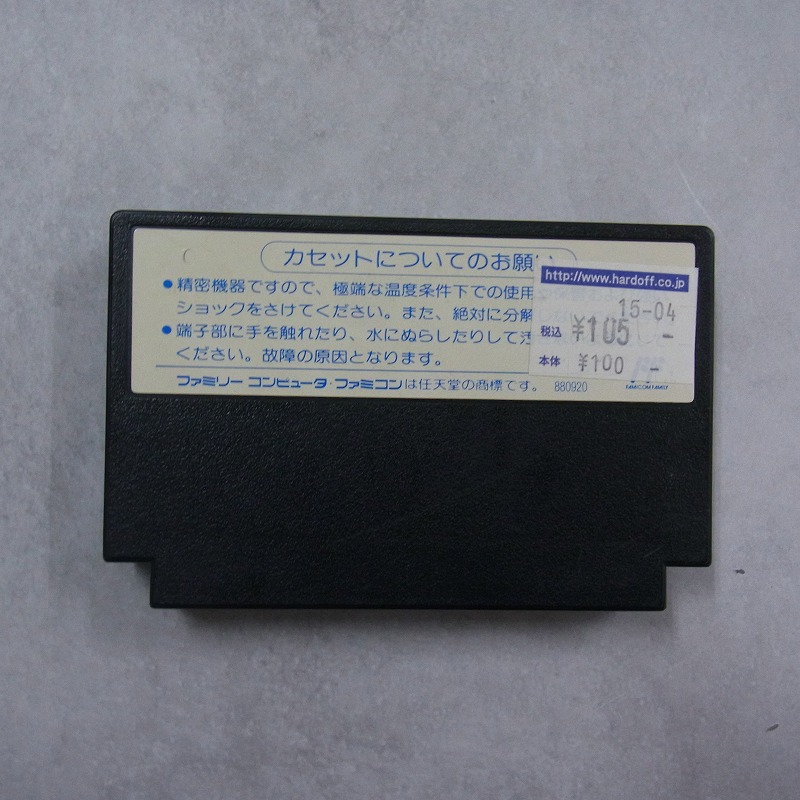 カセットについてのお願い
●精密機器ですので、極端な温度条件下での使用
ショックをさけてください。また、絶対に分解
●端子部に手を触れたり、水にぬらしたりして汚
ください。故障の原因となります。
ファミリー コンピュータ・ファミコンは任天堂の商標です。 880920
FAMICOM FAMILY
http://www.hardoff.co.jp
15-04
税込 ¥105 -
本体 ¥100 -